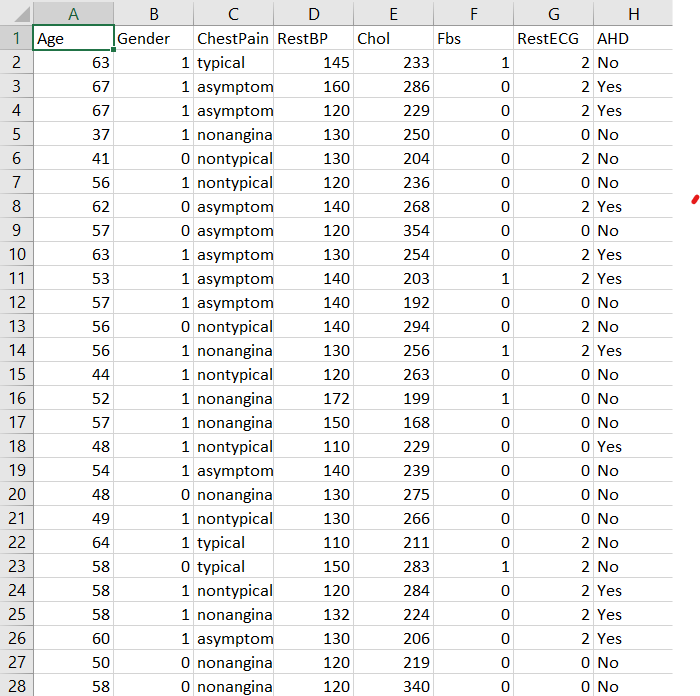 A B C D E F G H
1 Age Gender ChestPain RestBP Chol Fbs RestECG AHD
2 63 1 typical 145 233 1 2 No
3 67 1 asymptom 160 286 0 2 Yes
4 67 1 asymptom 120 229 0 2 Yes
5 37 1 nonangina 130 250 0 0 No
6 41 0 nontypical 130 204 0 2 No
7 56 1 nontypical 120 236 0 0 No
8 62 0 asymptom 140 268 0 2 Yes
9 57 0 asymptom 120 354 0 0 No
10 63 1 asymptom 130 254 0 2 Yes
11 53 1 asymptom 140 203 1 2 Yes
12 57 1 asymptom 140 192 0 0 No
13 56 0 nontypical 140 294 0 2 No
14 56 1 nonangina 130 256 1 2 Yes
15 44 1 nontypical 120 263 0 0 No
16 52 1 nonangina 172 199 1 0 No
17 57 1 nonangina 150 168 0 0 No
18 48 1 nontypical 110 229 0 0 Yes
19 54 1 asymptom 140 239 0 0 No
20 48 0 nonangina 130 275 0 0 No
21 49 1 nontypical 130 266 0 0 No
22 64 1 typical 110 211 0 2 No
23 58 0 typical 150 283 1 2 No
24 58 1 nontypical 120 284 0 2 Yes
25 58 1 nonangina 132 224 0 2 Yes
26 60 1 asymptom 130 206 0 2 Yes
27 50 0 nonangina 120 219 0 0 No
28 58 0 nonangina 120 340 0 0 No